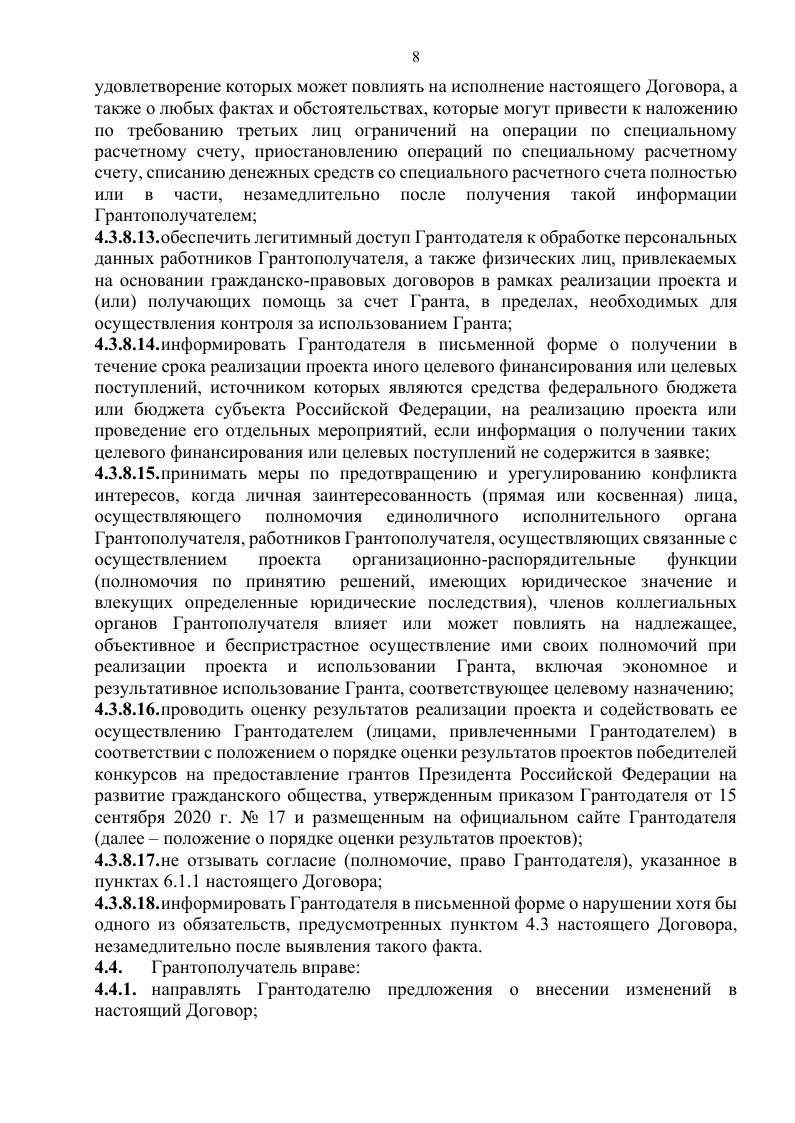 8
удовлетворение которых может повлиять на исполнение настоящего Договора, а
также о любых фактах и обстоятельствах, которые могут привести к наложению
по требованию третьих лиц ограничений на операции по специальному
расчетному счету, приостановлению операций по специальному расчетному
счету, списанию денежных средств со специального расчетного счета полностью
или в части, незамедлительно после получения такой информации
Грантополучателем;
4.3.8.13.обеспечить легитимный доступ Грантодателя к обработке персональных
данных работников Грантополучателя, а также физических лиц, привлекаемых
на основании гражданско-правовых договоров в рамках реализации проекта и
(или) получающих помощь за счет Гранта, в пределах, необходимых для
осуществления контроля за использованием Гранта;
4.3.8.14.информировать Грантодателя в письменной форме о получении в
течение срока реализации проекта иного целевого финансирования или целевых
поступлений, источником которых являются средства федерального бюджета
или бюджета субъекта Российской Федерации, на реализацию проекта или
проведение его отдельных мероприятий, если информация о получении таких
целевого финансирования или целевых поступлений не содержится в заявке;
4.3.8.15.принимать меры по предотвращению и урегулированию конфликта
интересов, когда личная заинтересованность (прямая или косвенная) лица,
осуществляющего полномочия единоличного исполнительного органа
Грантополучателя, работников Грантополучателя, осуществляющих связанные с
осуществлением проекта организационно-распорядительные функции
(полномочия по принятию решений, имеющих юридическое значение и
влекущих определенные юридические последствия), членов коллегиальных
органов Грантополучателя влияет или может повлиять на надлежащее,
объективное и беспристрастное осуществление ими своих полномочий при
реализации проекта и использовании Гранта, включая экономное и
результативное использование Гранта, соответствующее целевому назначению;
4.3.8.16.проводить оценку результатов реализации проекта и содействовать ее
осуществлению Грантодателем (лицами, привлеченными Грантодателем) в
соответствии с положением о порядке оценки результатов проектов победителей
конкурсов на предоставление грантов Президента Российской Федерации на
развитие гражданского общества, утвержденным приказом Грантодателя от 15
сентября 2020 г. № 17 и размещенным на официальном сайте Грантодателя
(далее – положение о порядке оценки результатов проектов);
4.3.8.17.не отзывать согласие (полномочие, право Грантодателя), указанное в
пунктах 6.1.1 настоящего Договора;
4.3.8.18.информировать Грантодателя в письменной форме о нарушении хотя бы
одного из обязательств, предусмотренных пунктом 4.3 настоящего Договора,
незамедлительно после выявления такого факта.
4.4. Грантополучатель вправе:
4.4.1. направлять Грантодателю предложения о внесении изменений в
настоящий Договор;